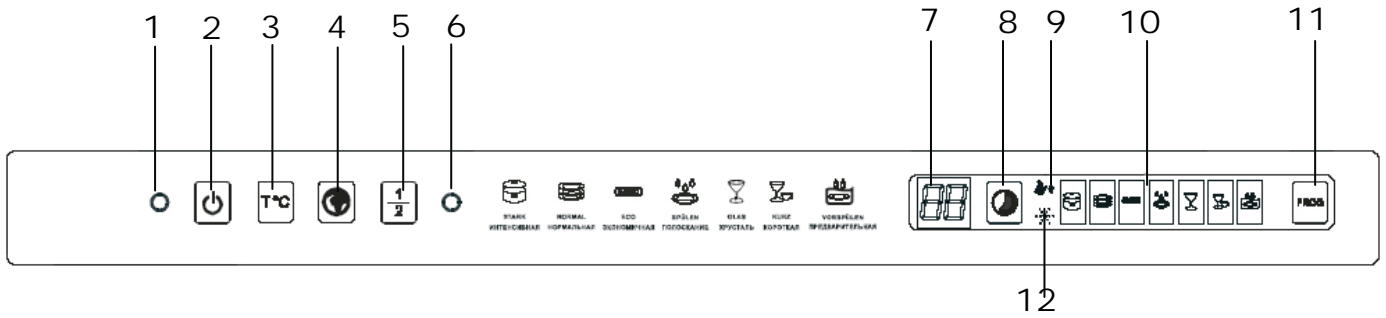 1 2 3 4 5 6 7 8 9 10 11
T°C
1/2
88
PROG
STARK NORMAL ECO SPÜLEN GLAS KURZ VORSPÜLEN
ИНТЕНСИВНАЯ НОРМАЛЬНАЯ ЭКОНОМИЧНАЯ ПОЛОСКАНИЕ ХРУСТАЛЬ КОРОТКАЯ ПРЕДВАРИТЕЛЬНАЯ
12